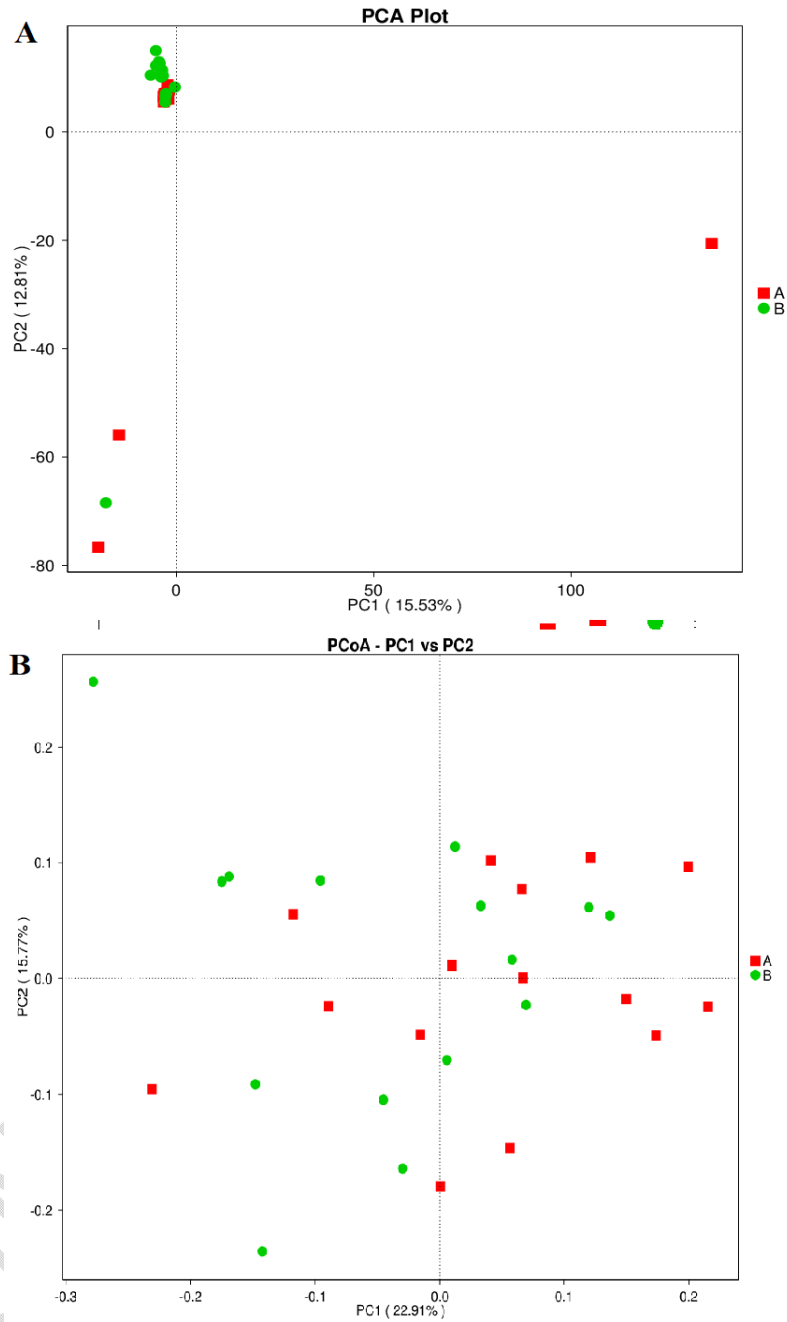 A
PCA Plot
0
-20
-40
-60
-80
PC2 ( 12.81% )
A
B
0
50
100
PC1 ( 15.53% )
B
PCoA - PC1 vs PC2
0.2
0.1
0.0
-0.1
-0.2
PC2 ( 15.77% )
A
B
-0.3
-0.2
-0.1
0.0
0.1
0.2
PC1 ( 22.91% )